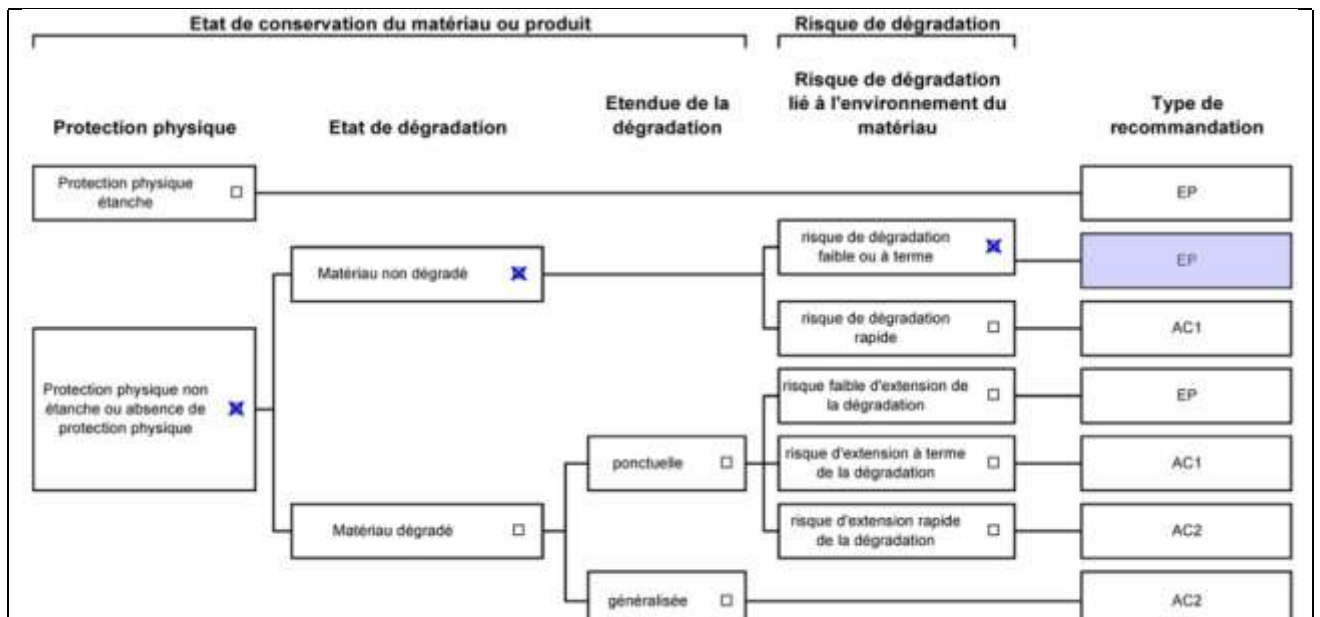 Etat de conservation du matériau ou produit
Risque de dégradation
Protection physique
Etat de dégradation
Etendue de la
dégradation
Risque de dégradation
lié à l'environnement du
matériau
Type de
recommandation
Protection physique
étanche
EP
risque de dégradation
faible ou à terme
EP
Matériau non dégradé
risque de dégradation
rapide
AC1
Protection physique non
étanche ou absence de
protection physique
risque faible d'extension de
la dégradation
EP
ponctuelle
risque d'extension à terme
de la dégradation
AC1
Matériau dégradé
risque d'extension rapide
de la dégradation
AC2
généralisée
AC2